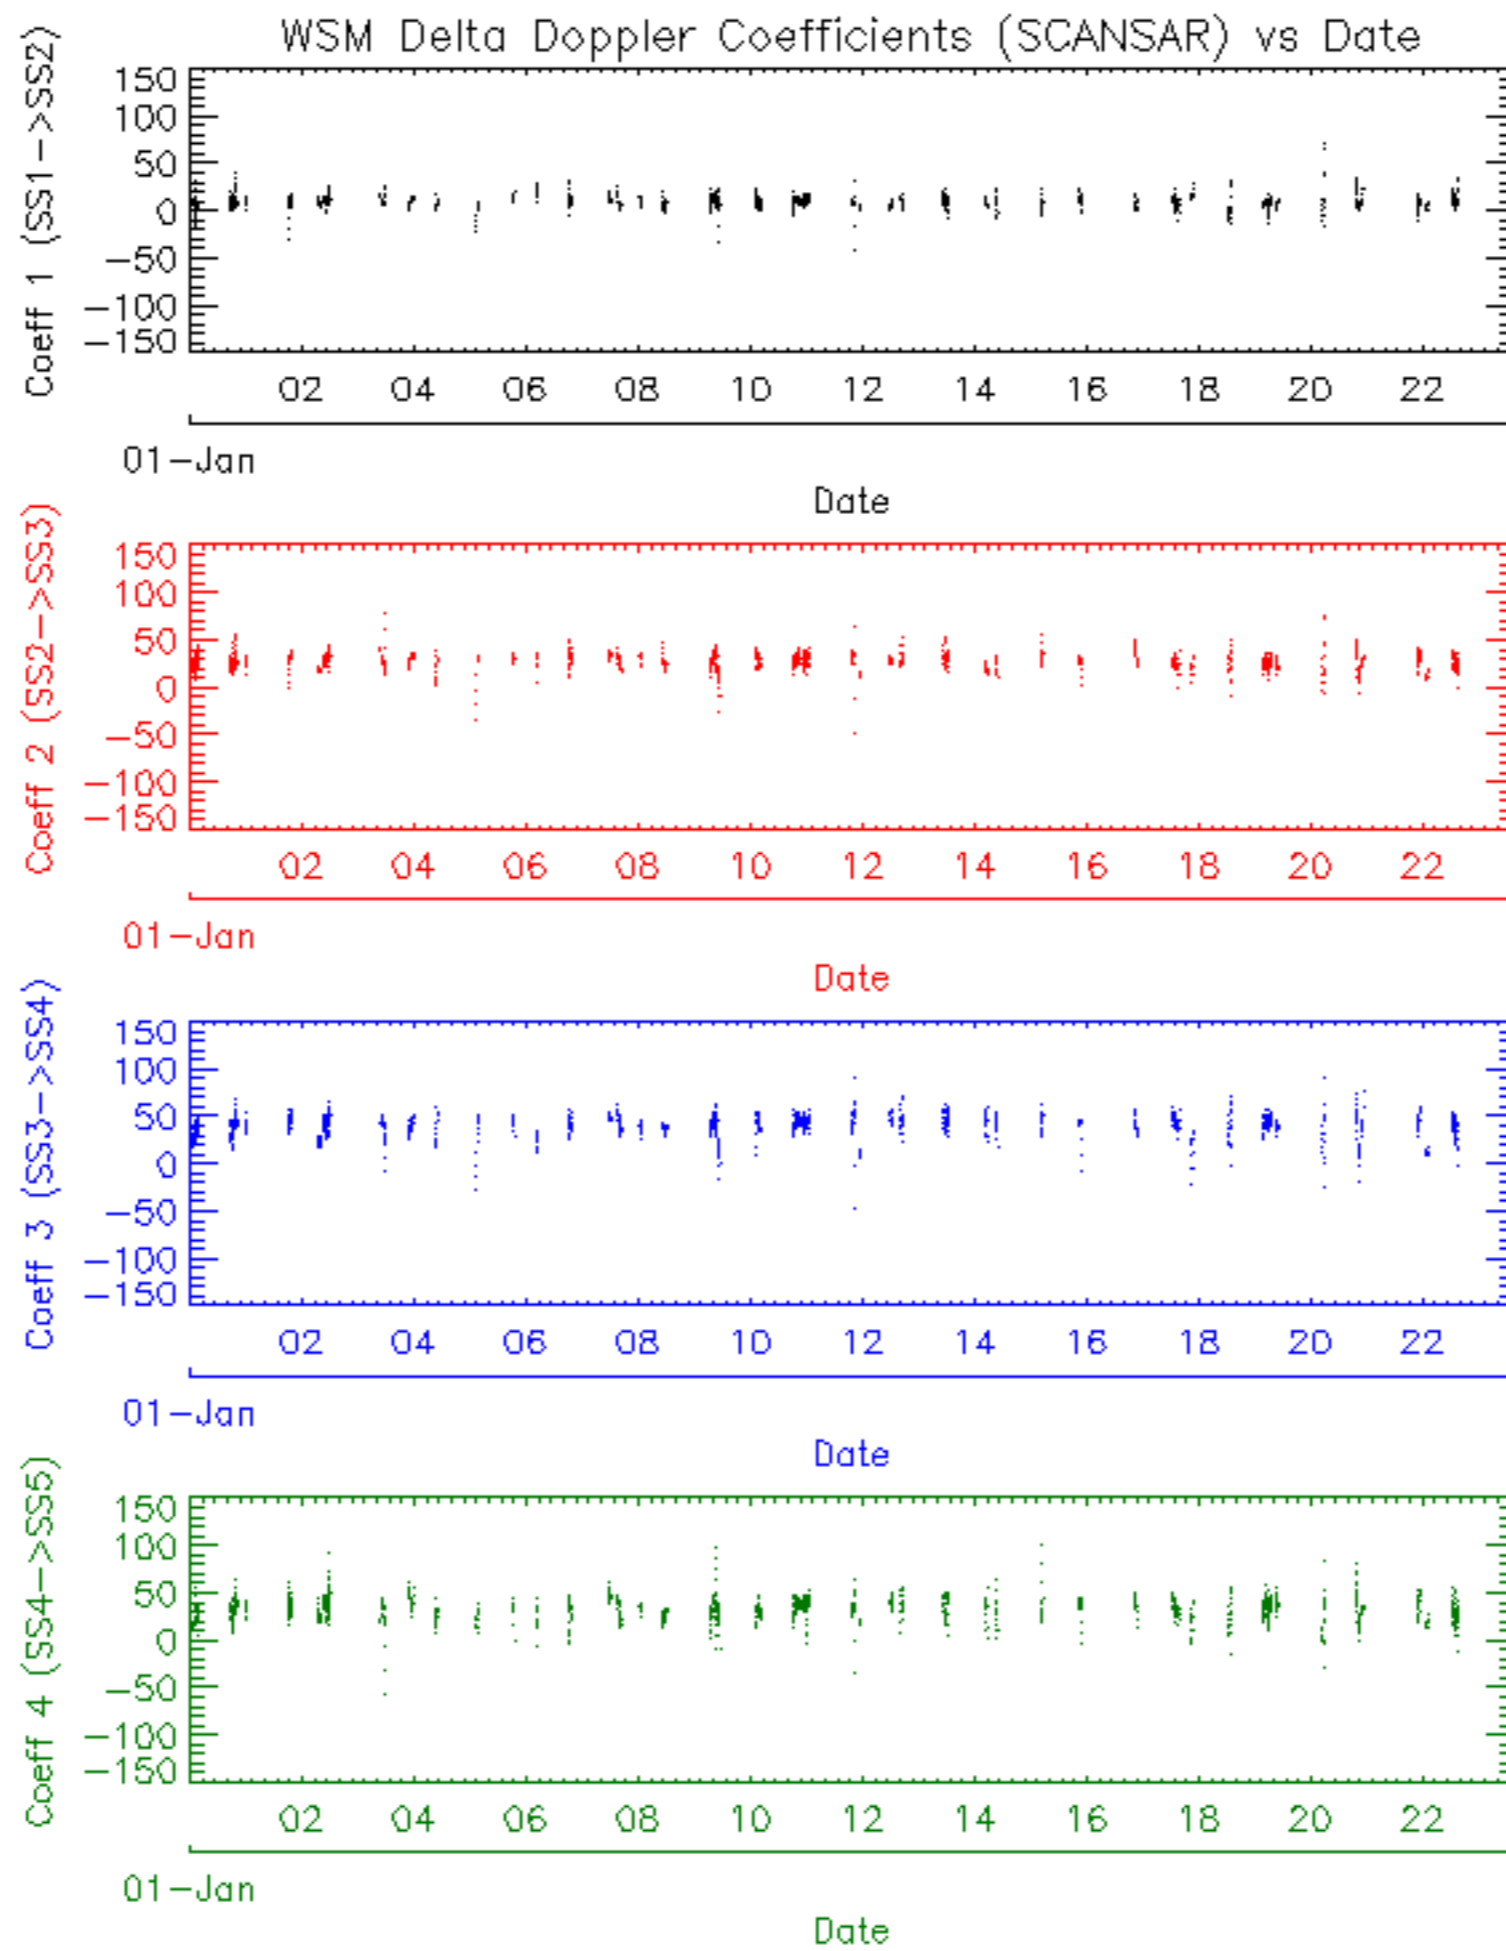 WSM Delta Doppler Coefficients (SCANSAR) vs Date
Coeff 1 (SS1->SS2)
150
100
50
0
-50
-100
-150
02 04 06 08 10 12 14 16 18 20 22
01-Jan
Date
Coeff 2 (SS2->SS3)
150
100
50
0
-50
-100
-150
02 04 06 08 10 12 14 16 18 20 22
01-Jan
Date
Coeff 3 (SS3->SS4)
150
100
50
0
-50
-100
-150
02 04 06 08 10 12 14 16 18 20 22
01-Jan
Date
Coeff 4 (SS4->SS5)
150
100
50
0
-50
-100
-150
02 04 06 08 10 12 14 16 18 20 22
01-Jan
Date